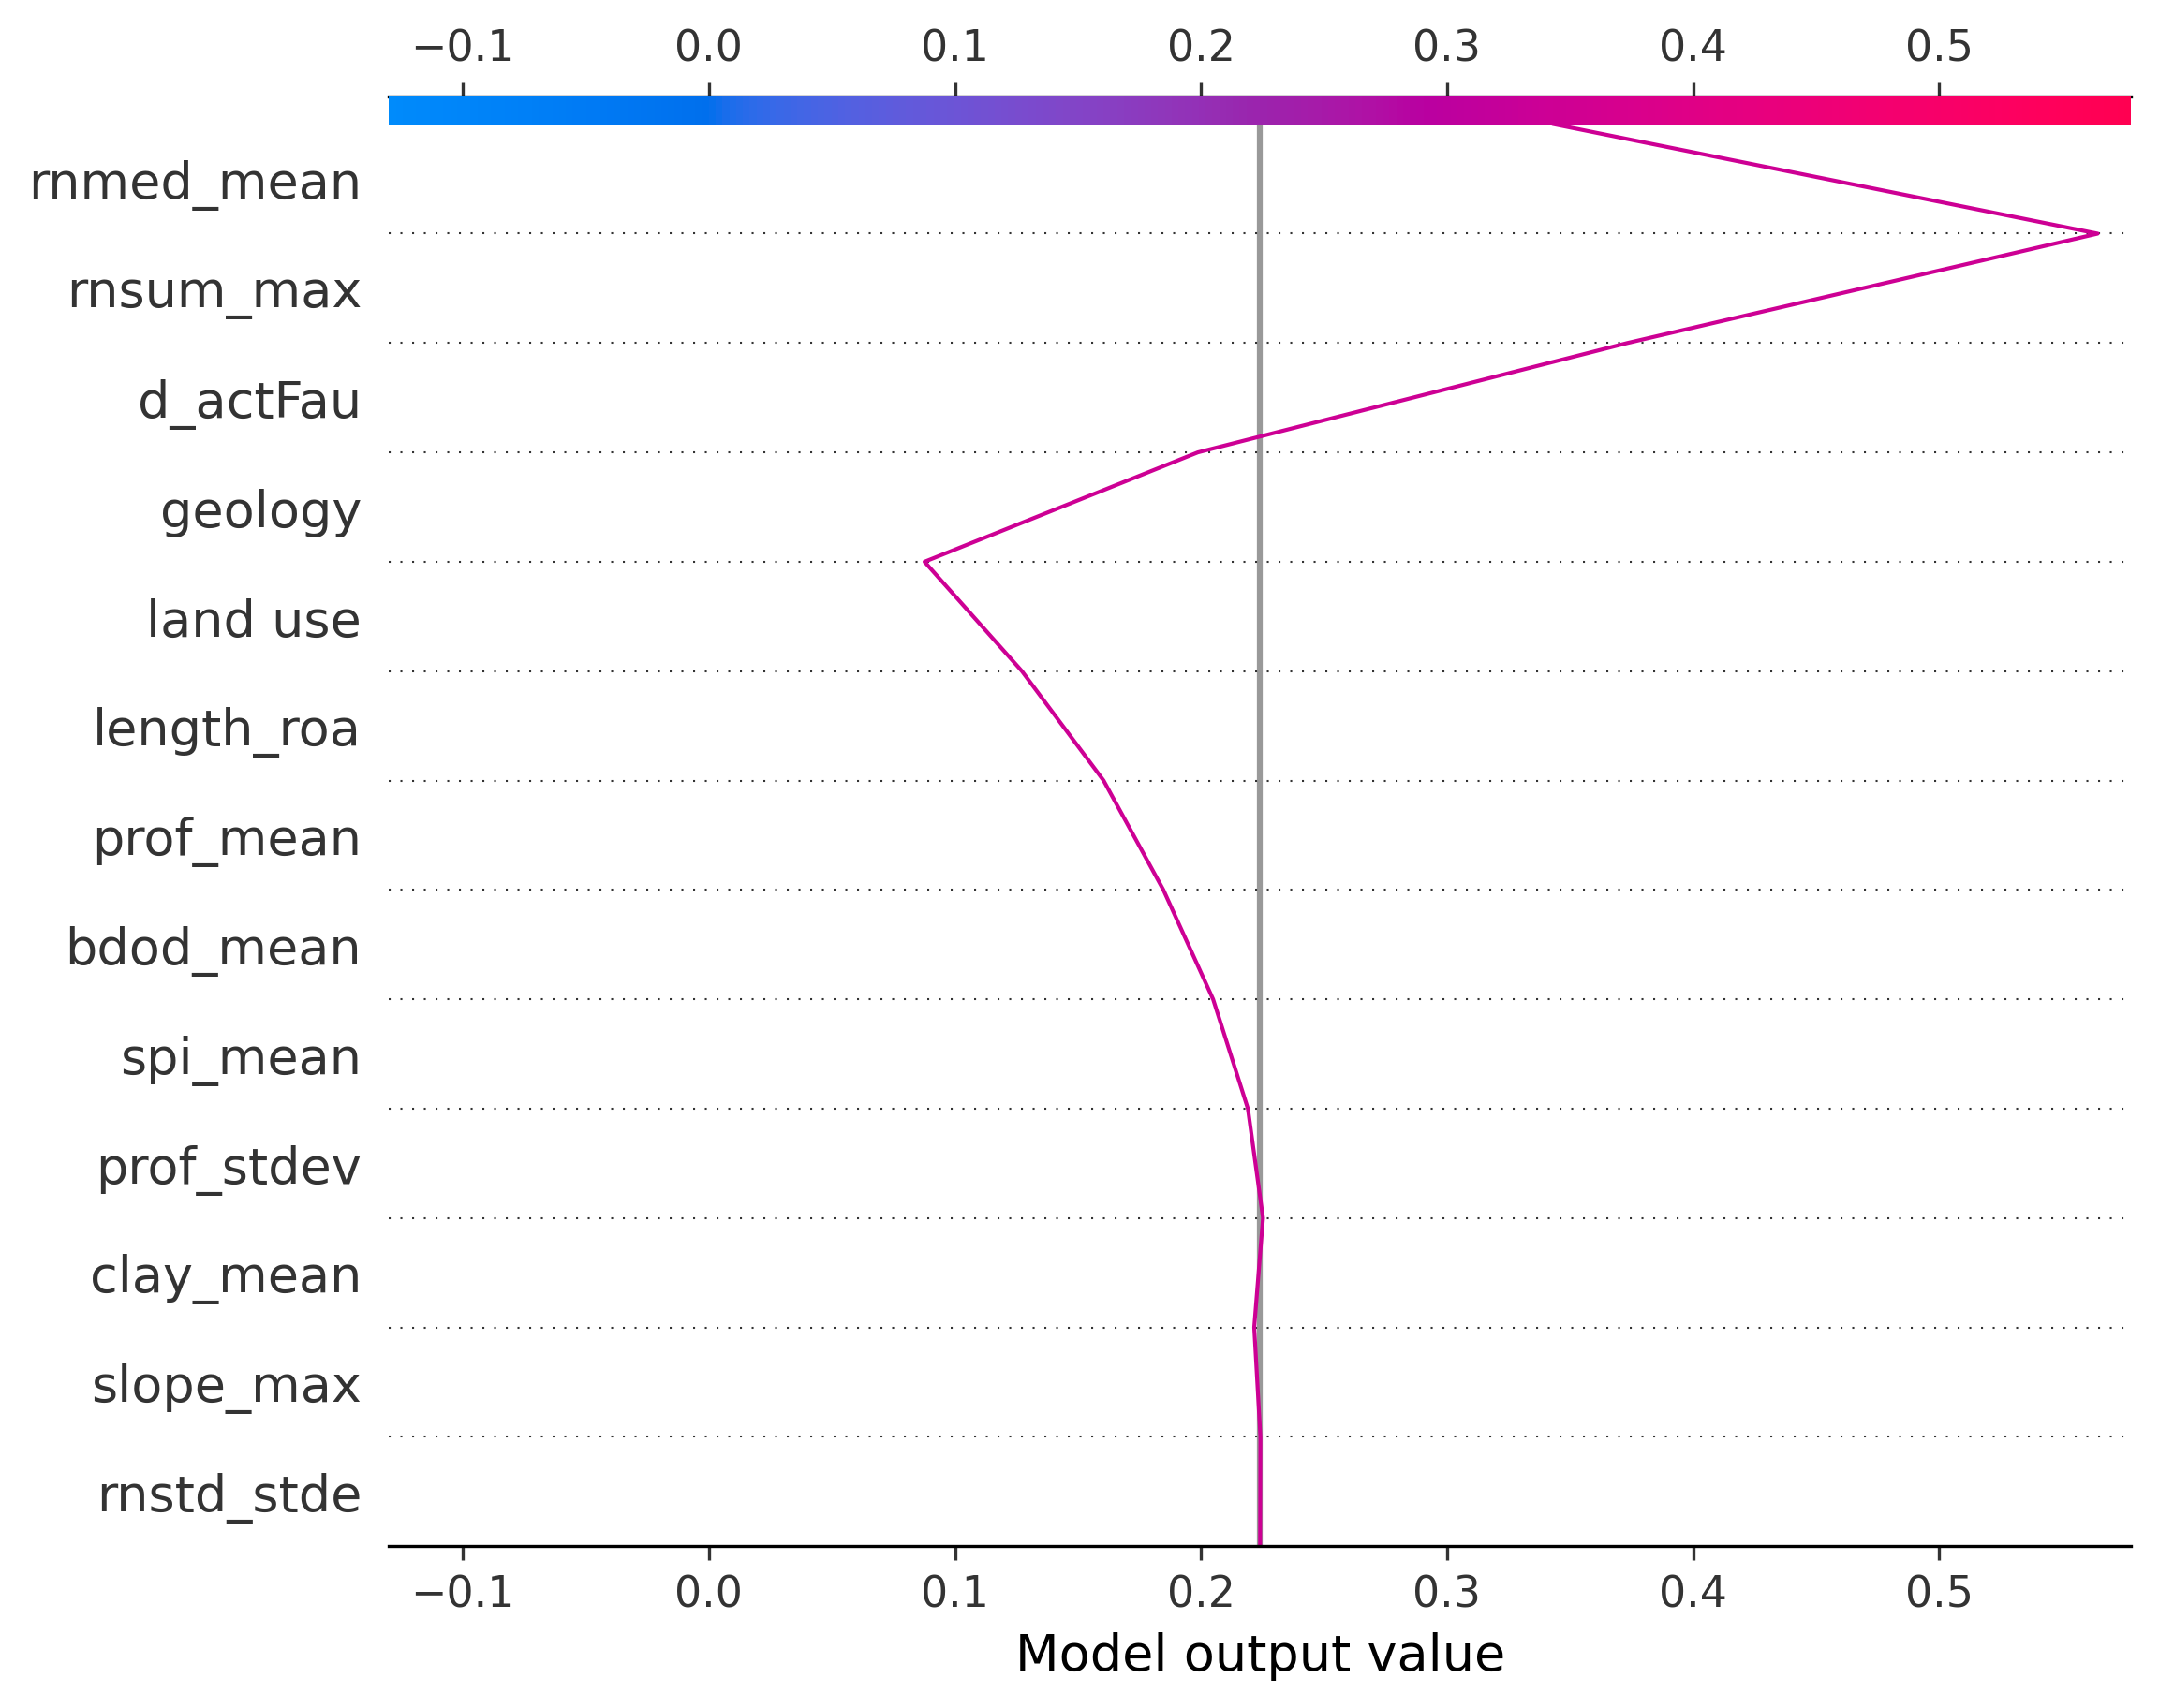 −0.1 0.0 0.1 0.2 0.3 0.4 0.5
rnmed_mean
rnsum_max
d_actFau
geology
land use
length_roa
prof_mean
bdod_mean
spi_mean
prof_stdev
clay_mean
slope_max
rnstd_stde
−0.1 0.0 0.1 0.2 0.3 0.4 0.5
Model output value